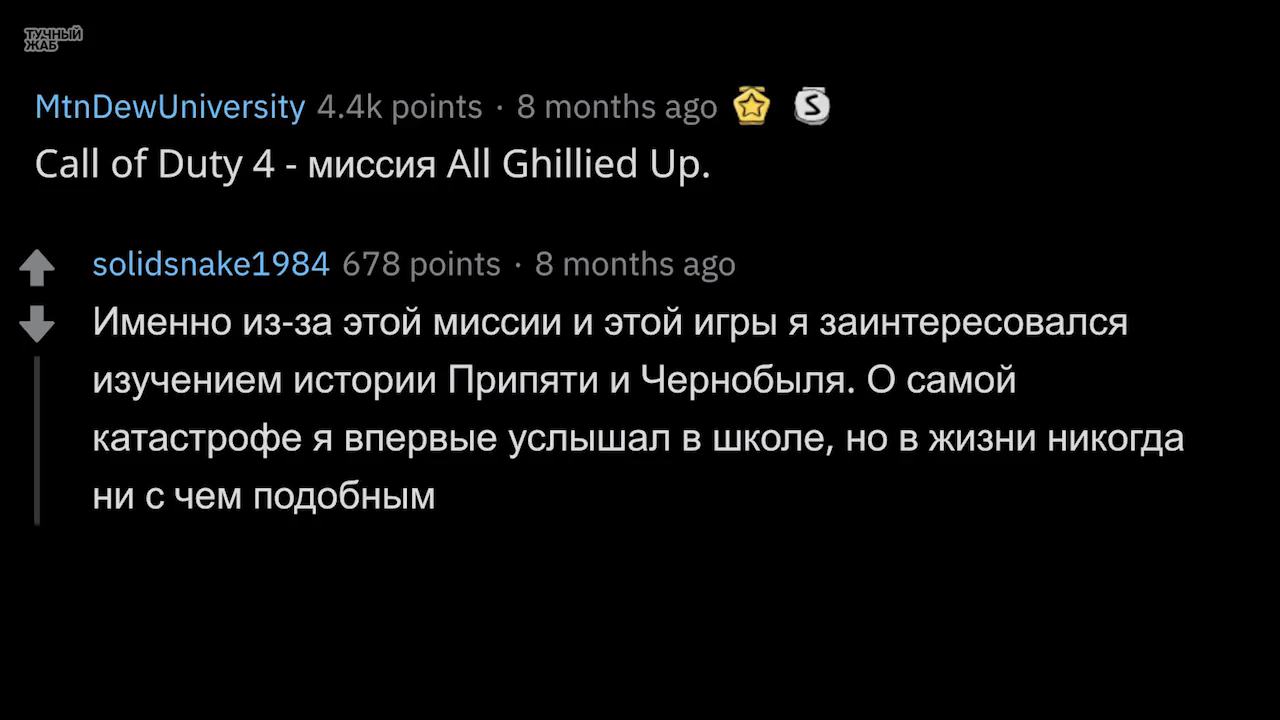 ТУЧНЫЙ
ЖАБ
MtnDewUniversity 4.4k points · 8 months ago
Call of Duty 4 - миссия All Ghillied Up.
solidsnake1984 678 points · 8 months ago
Именно из-за этой миссии и этой игры я заинтересовался
изучением истории Припяти и Чернобыля. О самой
катастрофе я впервые услышал в школе, но в жизни никогда
ни с чем подобным